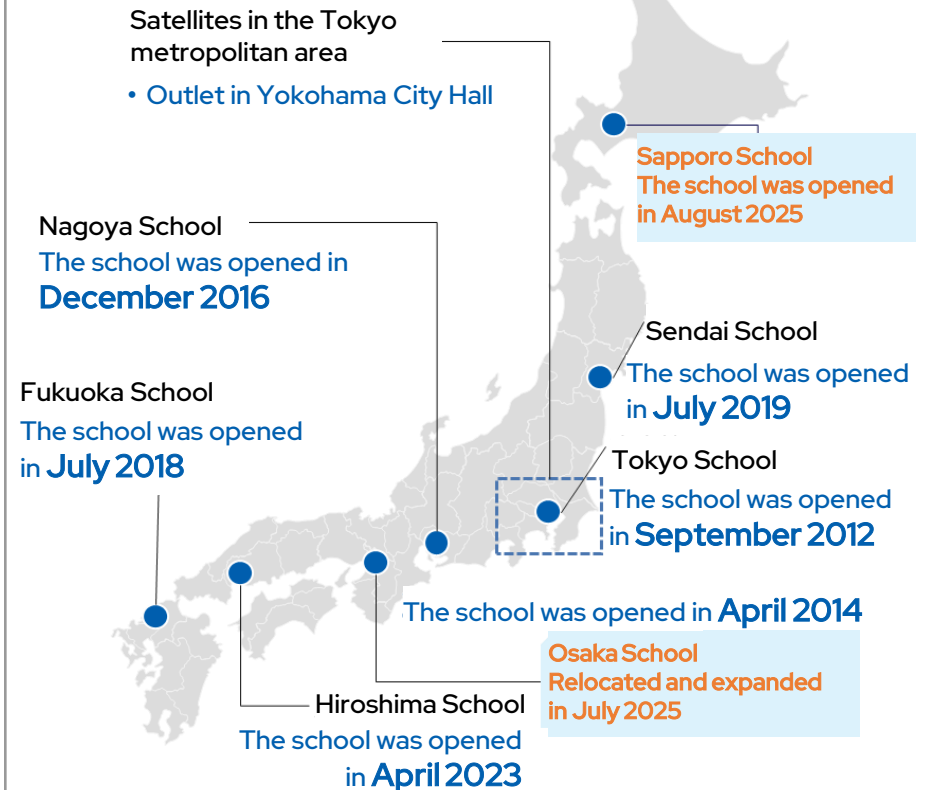 Satellites in the Tokyo
metropolitan area
• Outlet in Yokohama City Hall
Sapporo School
The school was opened
in August 2025
Nagoya School
The school was opened in
December 2016
Sendai School
The school was opened
in July 2019
Fukuoka School
The school was opened
in July 2018
Tokyo School
The school was opened
in September 2012
The school was opened in April 2014
Osaka School
Relocated and expanded
in July 2025
Hiroshima School
The school was opened
in April 2023